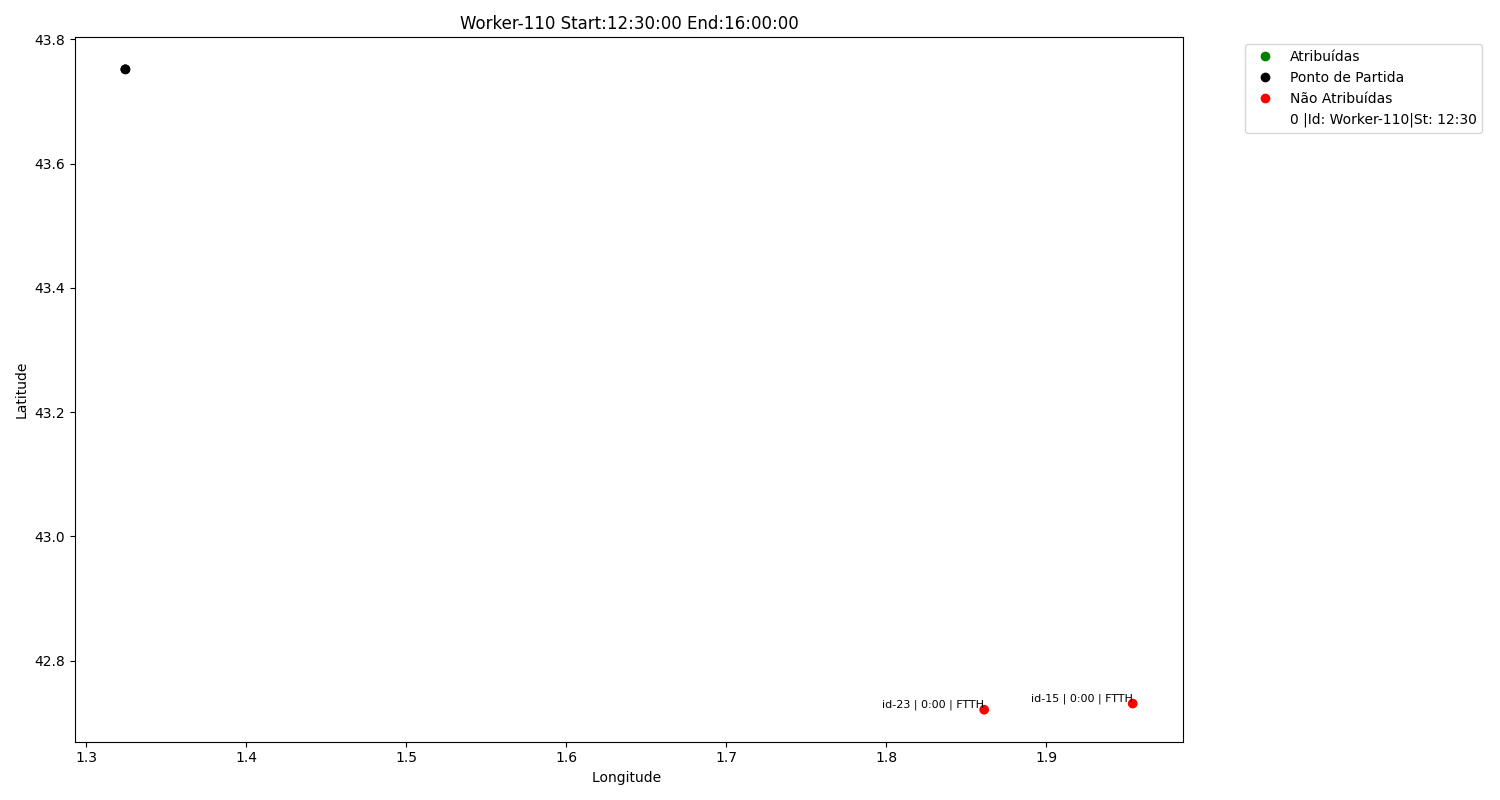 Worker-110 Start:12:30:00 End:16:00:00
Atribuídas
Ponto de Partida
Não Atribuídas
0 |Id: Worker-110|St: 12:30
43.8
43.6
43.4
43.2
43.0
42.8
Latitude
id-23 | 0:00 | FTTH
id-15 | 0:00 | FTTH
1.3 1.4 1.5 1.6 1.7 1.8 1.9
Longitude